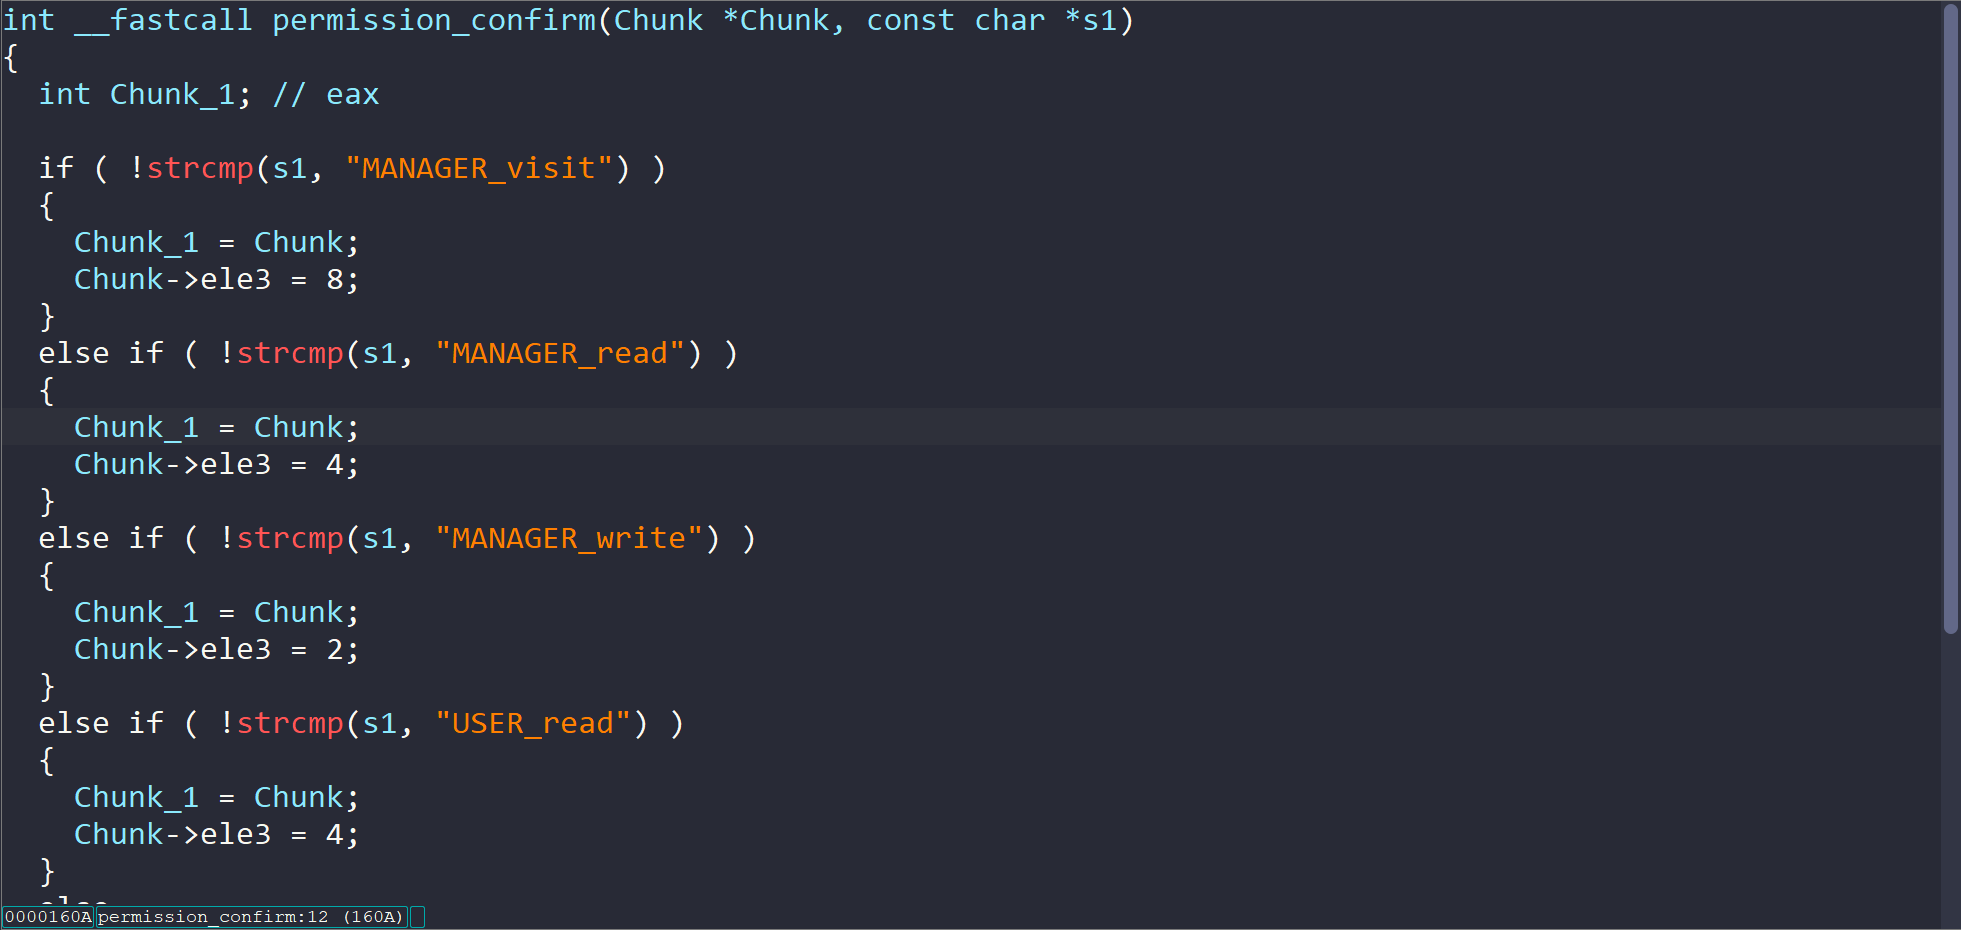 int __fastcall permission_confirm(Chunk *Chunk, const char *s1)
{
  int Chunk_1; // eax

  if ( !strcmp(s1, "MANAGER_visit") )
  {
    Chunk_1 = Chunk;
    Chunk->ele3 = 8;
  }
  else if ( !strcmp(s1, "MANAGER_read") )
  {
    Chunk_1 = Chunk;
    Chunk->ele3 = 4;
  }
  else if ( !strcmp(s1, "MANAGER_write") )
  {
    Chunk_1 = Chunk;
    Chunk->ele3 = 2;
  }
  else if ( !strcmp(s1, "USER_read") )
  {
    Chunk_1 = Chunk;
    Chunk->ele3 = 4;
  }
  else
0000160A permission_confirm:12 (160A)